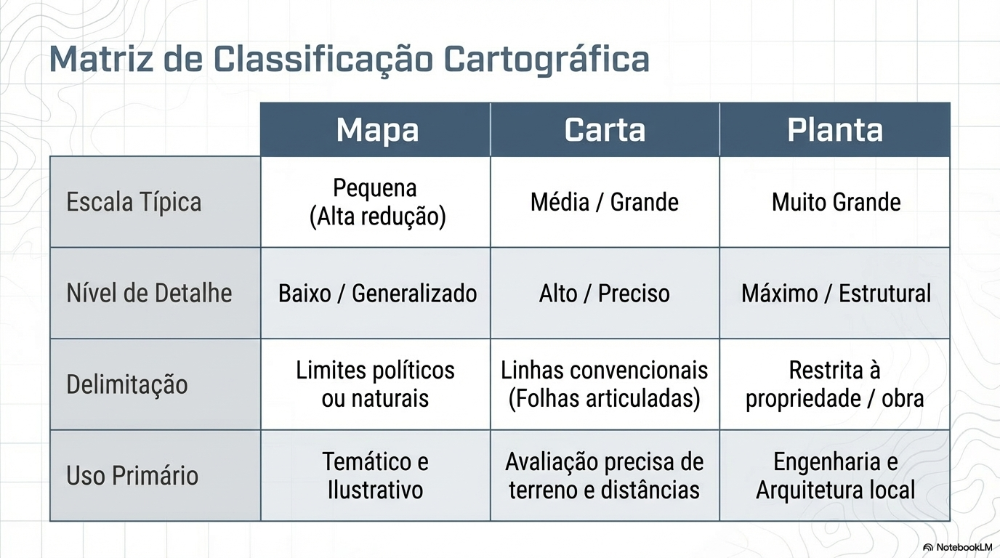 Matriz de Classificação Cartográfica
Mapa
Carta
Planta
Escala Típica
Pequena
(Alta redução)
Média / Grande
Muito Grande
Nível de Detalhe
Baixo / Generalizado
Alto / Preciso
Máximo / Estrutural
Delimitação
Limites políticos
ou naturais
Linhas convencionais
(Folhas articuladas)
Restrita à
propriedade / obra
Uso Primário
Temático e
Ilustrativo
Avaliação precisa de
terreno e distâncias
Engenharia e
Arquitetura local
NotebookLM